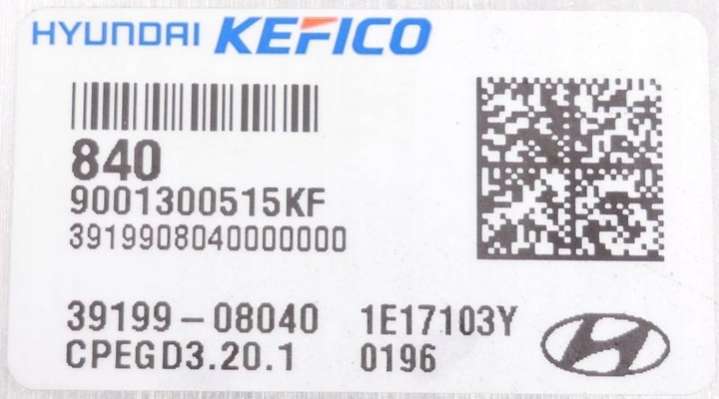 HYUNDAI KEFICO
840
9001300515KF
3919908040000000
39199-08040 1E17103Y
CPEGD3.20.1 0196